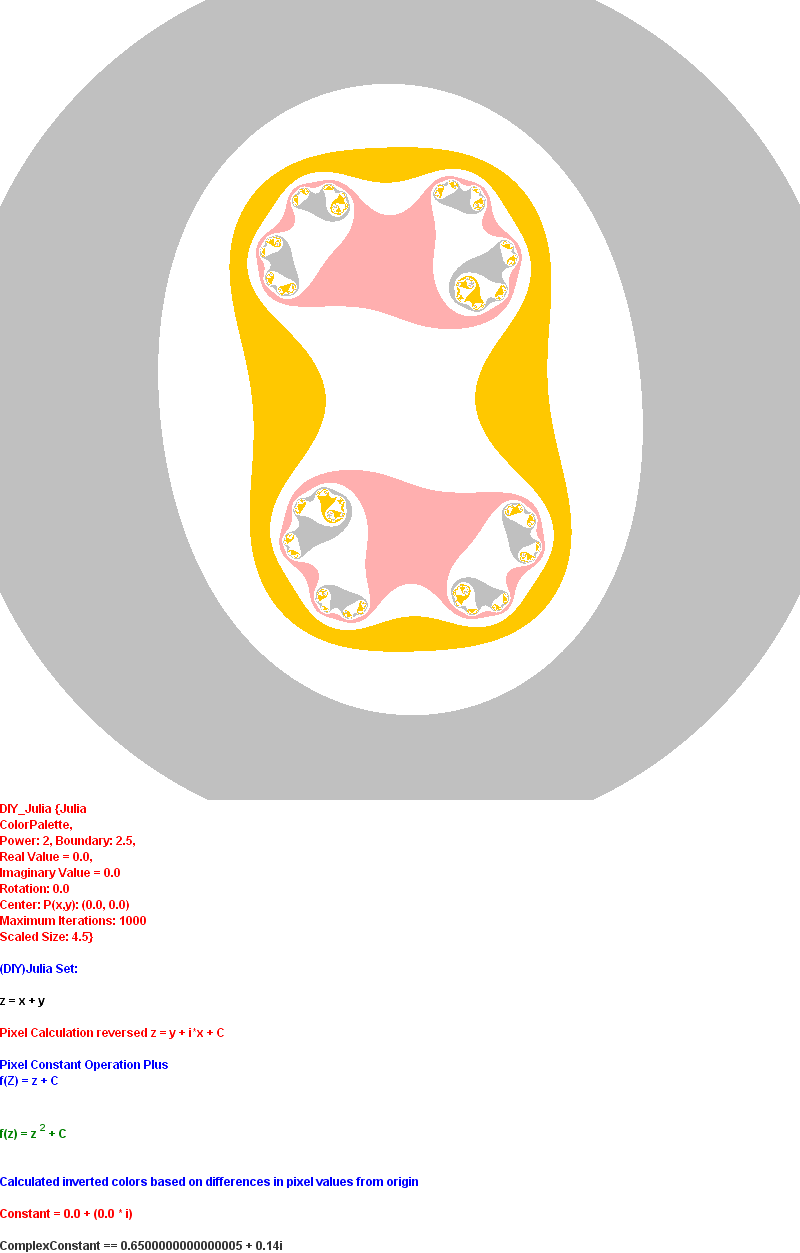 DIY_Julia {Julia
ColorPalette,
Power: 2, Boundary: 2.5,
Real Value = 0.0,
Imaginary Value = 0.0
Rotation: 0.0
Center: P(x,y): (0.0, 0.0)
Maximum Iterations: 1000
Scaled Size: 4.5}
(DIY)Julia Set:
z = x + y
Pixel Calculation reversed z = y + i*x + C
Pixel Constant Operation Plus
f(Z) = z + C
f(z) = z 2 + C
Calculated inverted colors based on differences in pixel values from origin
Constant = 0.0 + (0.0 * i)
ComplexConstant == 0.6500000000000005 + 0.14i